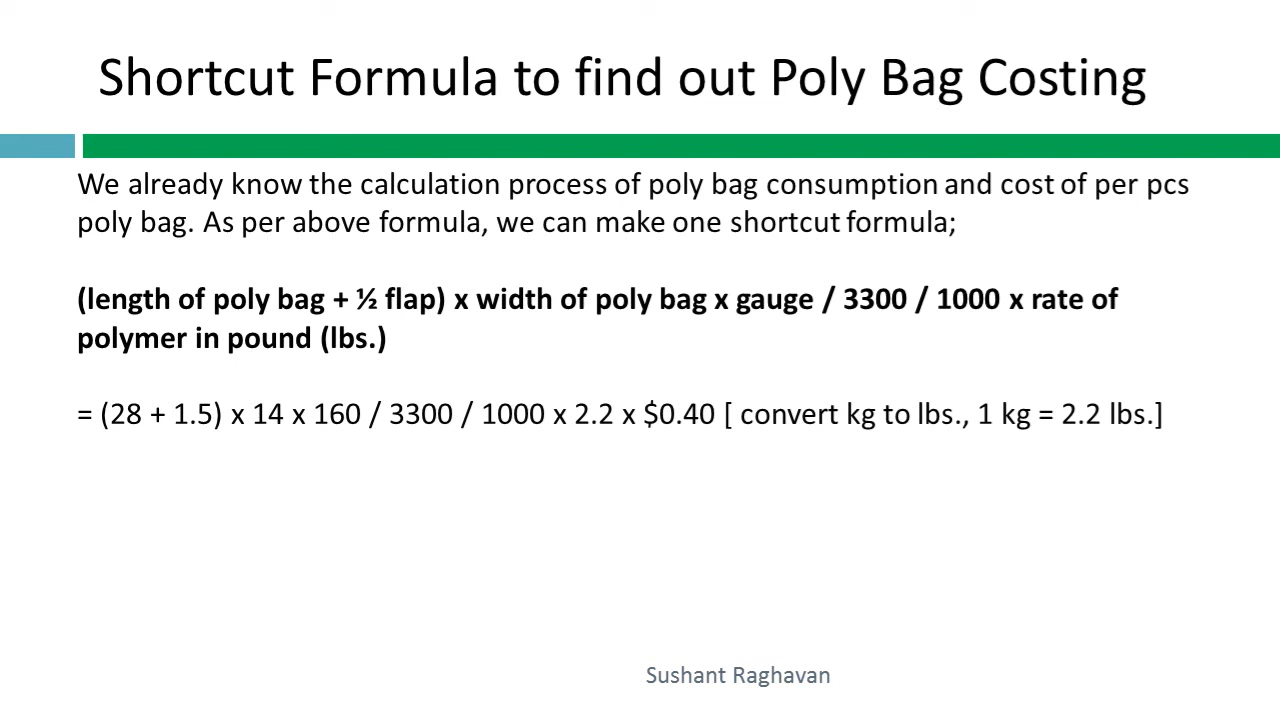 Shortcut Formula to find out Poly Bag Costing
We already know the calculation process of poly bag consumption and cost of per pcs
poly bag. As per above formula, we can make one shortcut formula;
(length of poly bag + ½ flap) x width of poly bag x gauge / 3300 / 1000 x rate of
polymer in pound (lbs.)
= (28 + 1.5) x 14 x 160 / 3300 / 1000 x 2.2 x $0.40 [ convert kg to lbs., 1 kg = 2.2 lbs.]
Sushant Raghavan